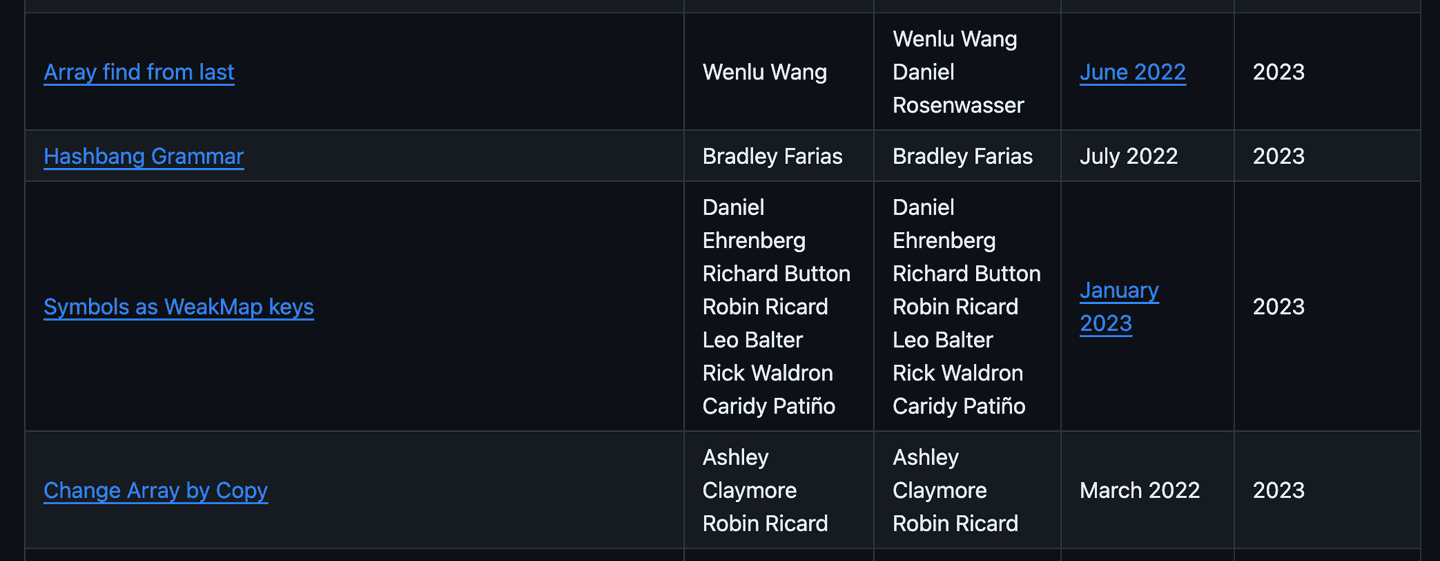 Array find from last
Wenlu Wang
Wenlu Wang
Daniel
Rosenwasser
June 2022
2023
Hashbang Grammar
Bradley Farias
Bradley Farias
July 2022
2023
Symbols as WeakMap keys
Daniel
Ehrenberg
Richard Button
Robin Ricard
Leo Balter
Rick Waldron
Caridy Patiño
Daniel
Ehrenberg
Richard Button
Robin Ricard
Leo Balter
Rick Waldron
Caridy Patiño
January
2023
2023
Change Array by Copy
Ashley
Claymore
Robin Ricard
Ashley
Claymore
Robin Ricard
March 2022
2023